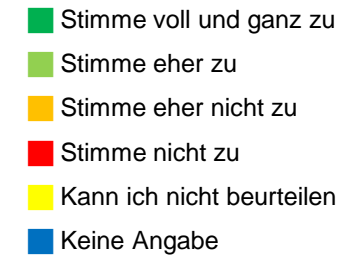 Stimme voll und ganz zu
Stimme eher zu
Stimme eher nicht zu
Stimme nicht zu
Kann ich nicht beurteilen
Keine Angabe